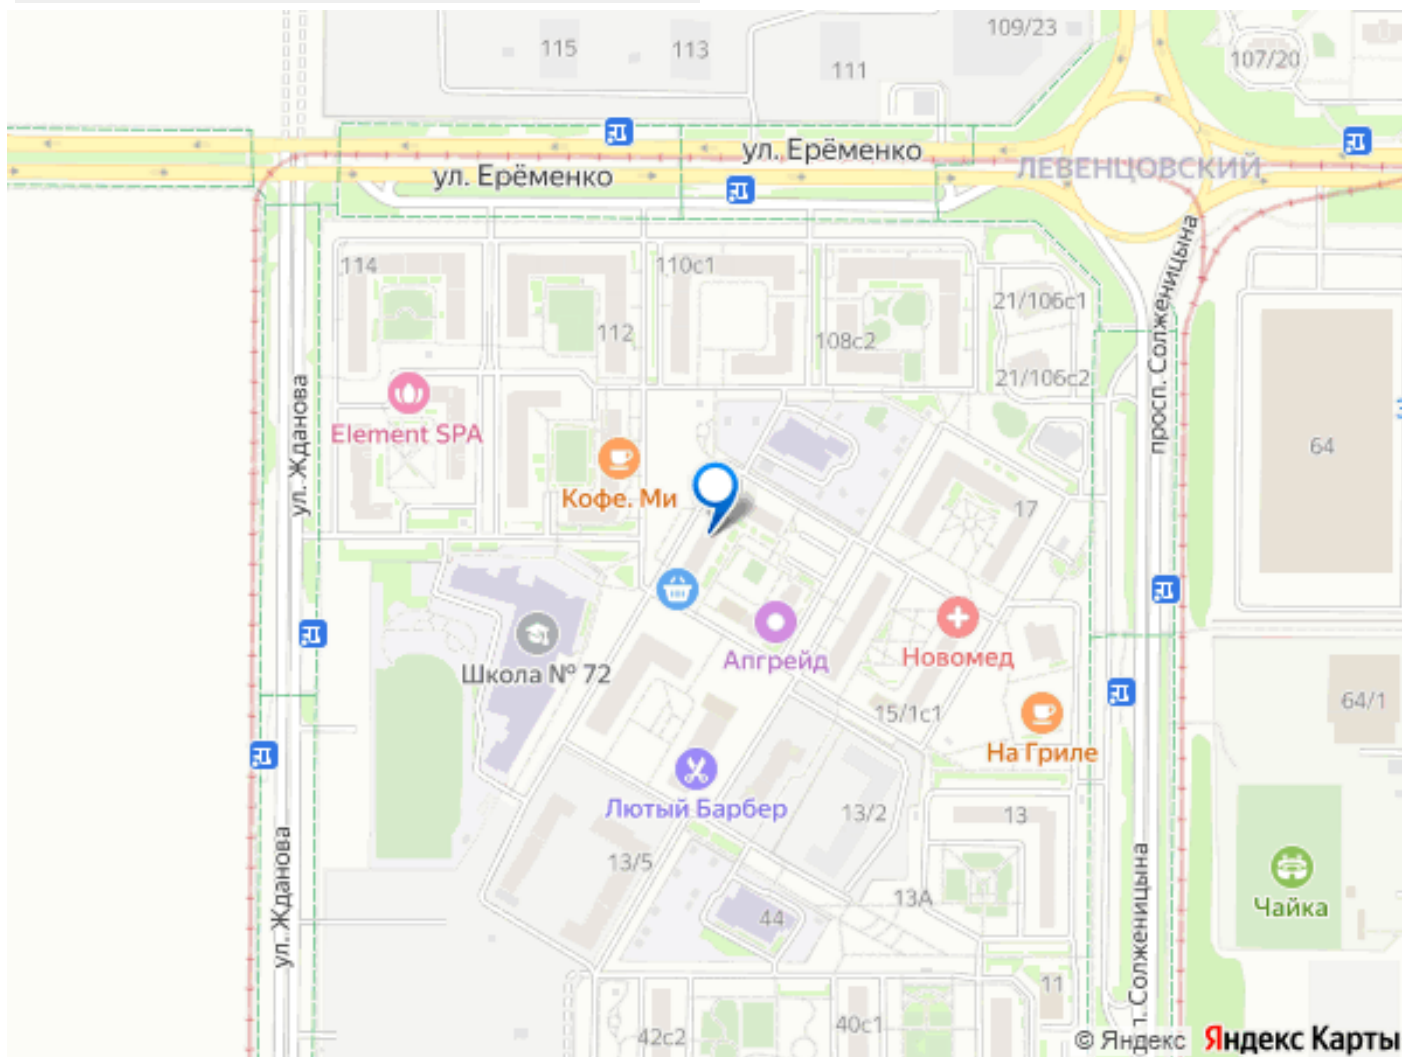 109/23
115
113
111
107/20
ул. Ерёменко
ул. Ерёменко
ЛЕВЕНЦОВСКИЙ
114
110с1
112
108с2
21/106с1
21/106с2
просп. Солженицына
ул. Жданова
Element SPA
Кофе. Ми
64
17
Школа № 72
Апгрейд
Новомед
15/1с1
64/1
На Гриле
Лютый Барбер
13/2
13
13/5
13А
ул. Жданова
44
Чайка
п. Солженицына
11
42с2
40с1
© Яндекс Яндекс Карты